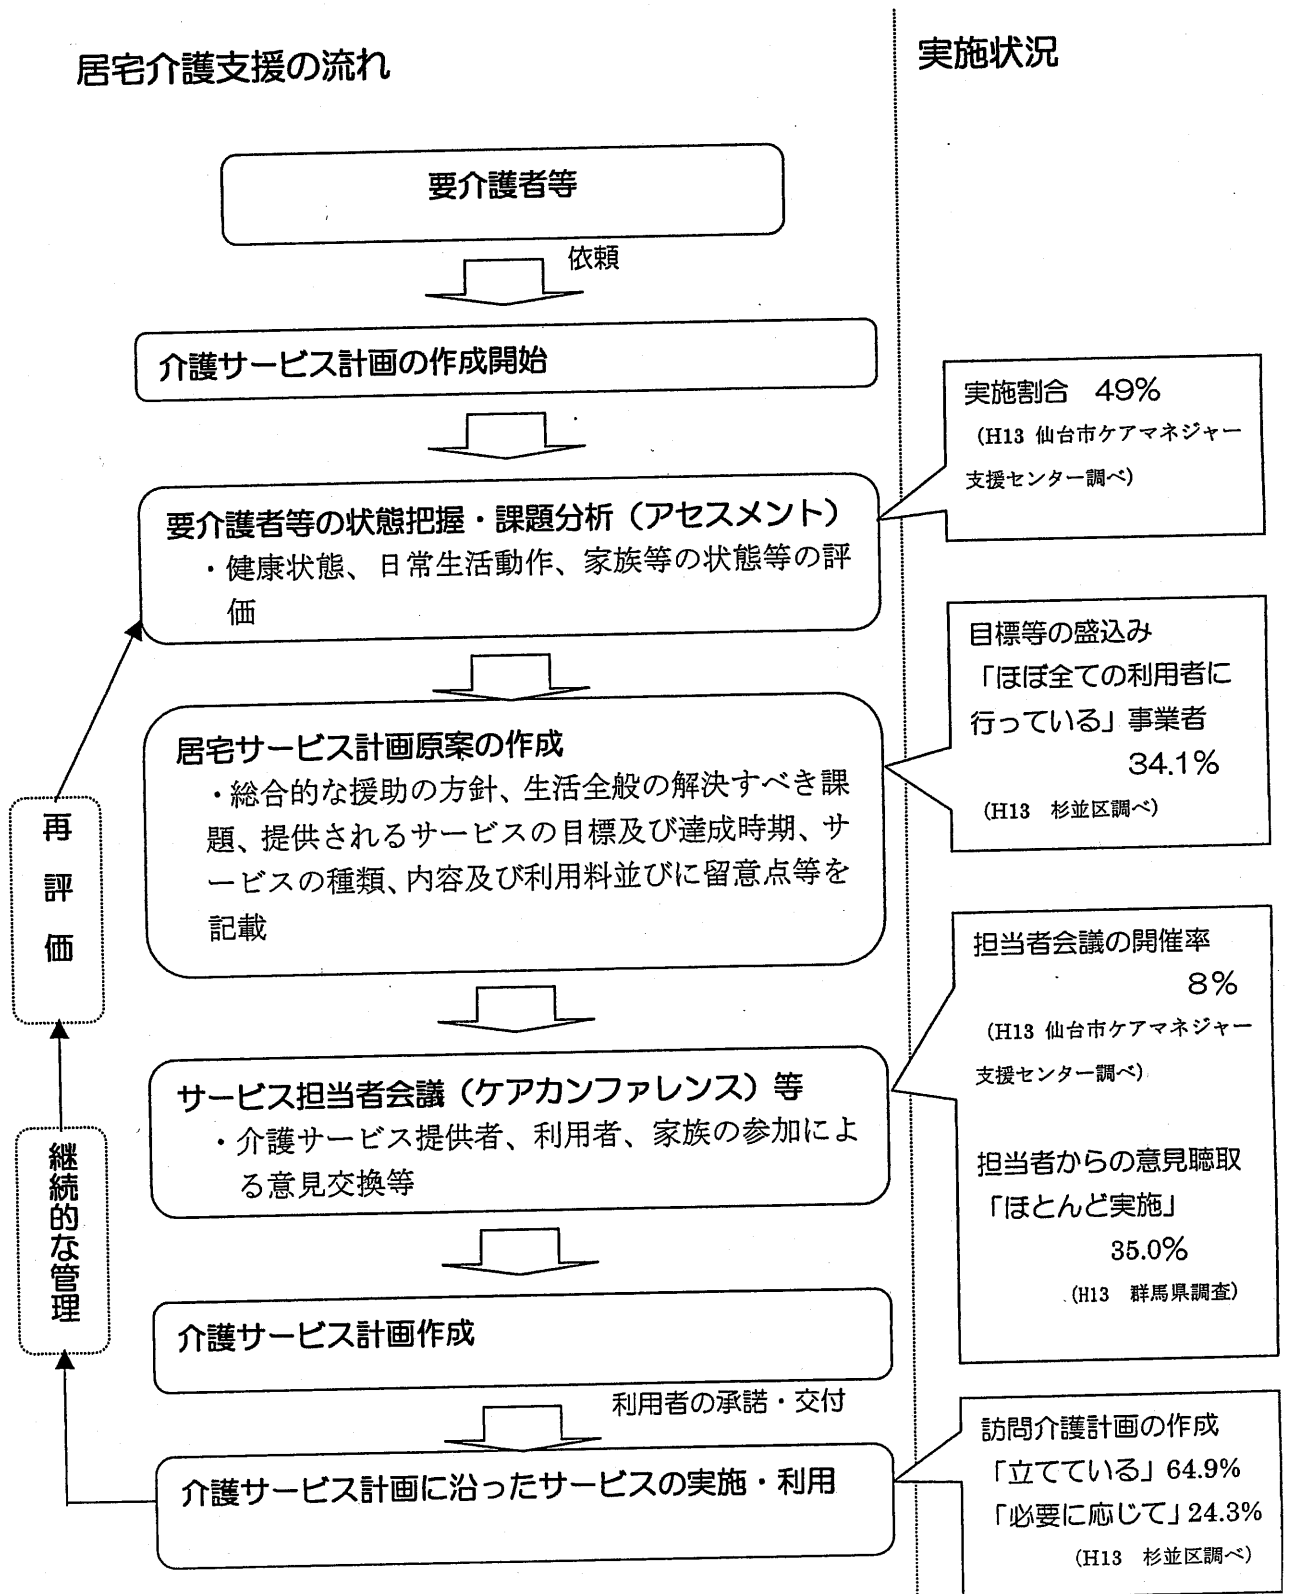 居宅介護支援の流れ
実施状況
要介護者等
依頼
介護サービス計画の作成開始
実施割合 49%
(H13 仙台市ケアマネジャー
支援センター調べ)
要介護者等の状態把握・課題分析（アセスメント）
・健康状態、日常生活動作、家族等の状態等の評
価
目標等の盛込み
「ほぼ全ての利用者に
行っている」事業者
34.1%
(H13 杉並区調べ)
居宅サービス計画原案の作成
・総合的な援助の方針、生活全般の解決すべき課
題、提供されるサービスの目標及び達成時期、サ
ービスの種類、内容及び利用料並びに留意点等を
記載
再評価
担当者会議の開催率
8%
(H13 仙台市ケアマネジャー
支援センター調べ)
担当者からの意見聴取
「ほとんど実施」
35.0%
(H13 群馬県調査)
サービス担当者会議（ケアカンファレンス）等
・介護サービス提供者、利用者、家族の参加によ
る意見交換等
継続的な管理
介護サービス計画作成
利用者の承諾・交付
介護サービス計画に沿ったサービスの実施・利用
訪問介護計画の作成
「立てている」64.9%
「必要に応じて」24.3%
(H13 杉並区調べ)